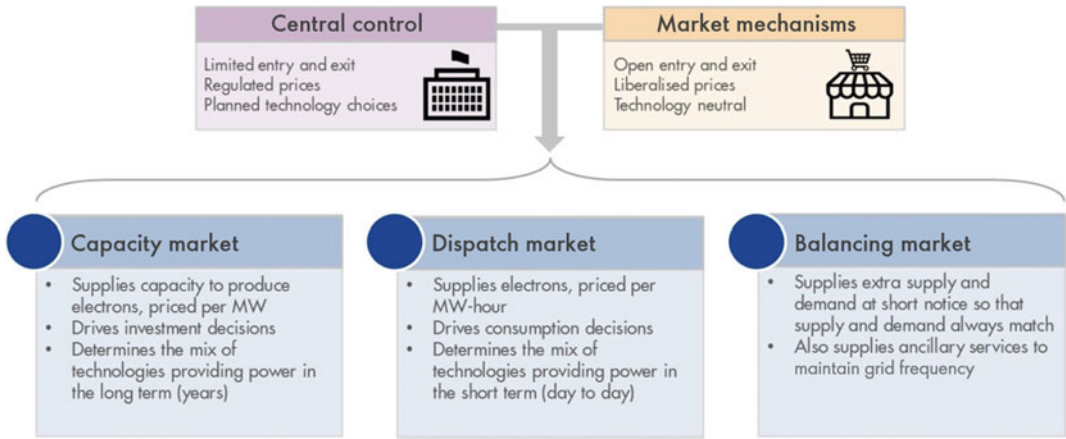 Central control
Limited entry and exit
Regulated prices
Planned technology choices
Market mechanisms
Open entry and exit
Liberalised prices
Technology neutral
Capacity market
• Supplies capacity to produce
electrons, priced per MW
• Drives investment decisions
• Determines the mix of
technologies providing power in
the long term (years)
Dispatch market
• Supplies electrons, priced per
MW-hour
• Drives consumption decisions
• Determines the mix of
technologies providing power in
the short term (day to day)
Balancing market
• Supplies extra supply and
demand at short notice so that
supply and demand always match
• Also supplies ancillary services to
maintain grid frequency